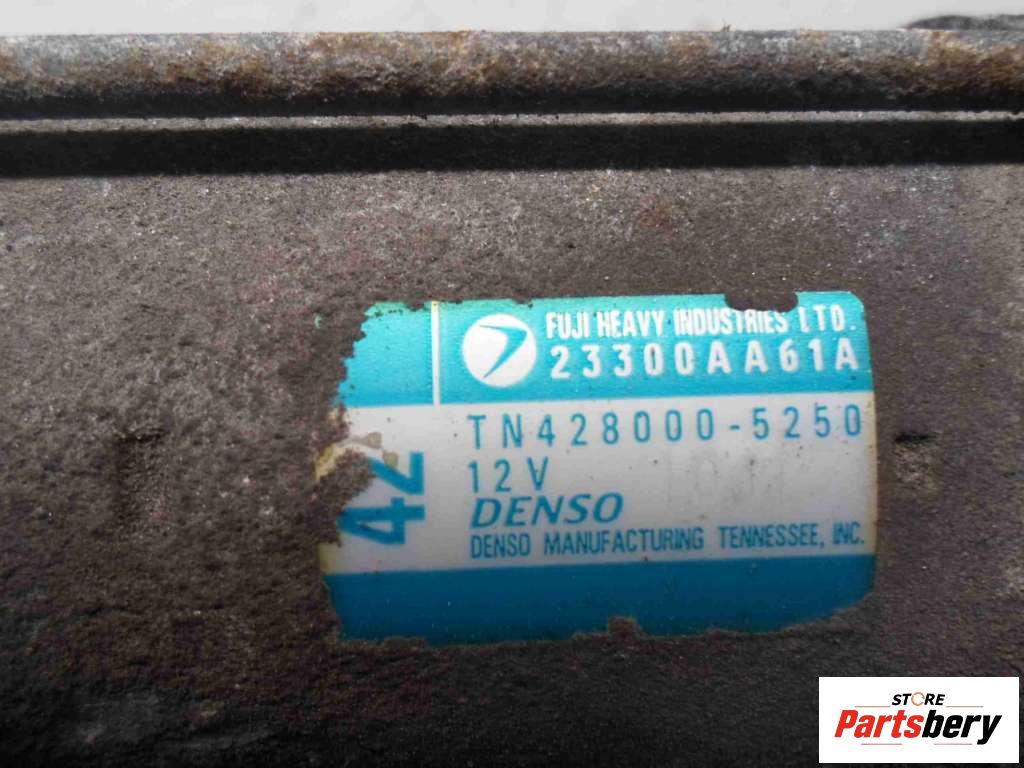 FUJI HEAVY INDUSTRIES LTD.
23300AA61A
TN428000-5250
12V
42
DENSO
DENSO MANUFACTURING TENNESSEE, INC.
STORE
Partsbery